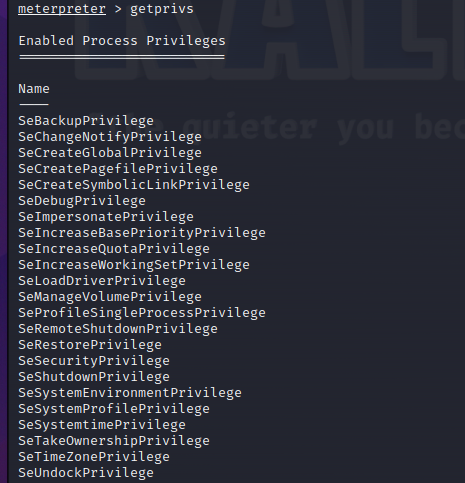 meterpreter > getprivs
Enabled Process Privileges
==========================
Name
----
SeBackupPrivilege
SeChangeNotifyPrivilege
SeCreateGlobalPrivilege
SeCreatePagefilePrivilege
SeCreateSymbolicLinkPrivilege
SeDebugPrivilege
SeImpersonatePrivilege
SeIncreaseBasePriorityPrivilege
SeIncreaseQuotaPrivilege
SeIncreaseWorkingSetPrivilege
SeLoadDriverPrivilege
SeManageVolumePrivilege
SeProfileSingleProcessPrivilege
SeRemoteShutdownPrivilege
SeRestorePrivilege
SeSecurityPrivilege
SeShutdownPrivilege
SeSystemEnvironmentPrivilege
SeSystemProfilePrivilege
SeSystemtimePrivilege
SeTakeOwnershipPrivilege
SeTimeZonePrivilege
SeUndockPrivilege
quieter you bec